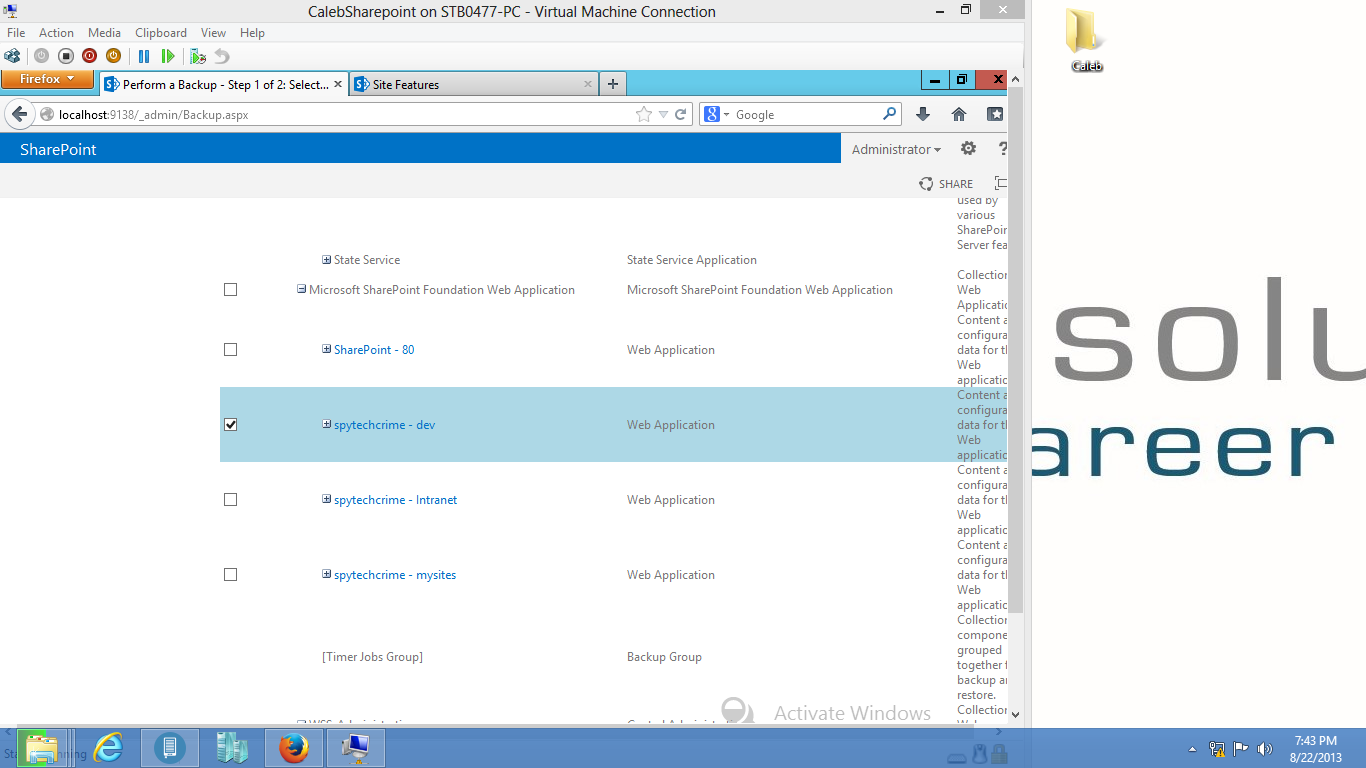 CalebSharepoint on STB0477-PC - Virtual Machine Connection
File Action Media Clipboard View Help
Firefox
Perform a Backup - Step 1 of 2: Select...
Site Features
localhost:9138/_admin/Backup.aspx
Google
SharePoint
Administrator
?
SHARE
used by
various
SharePoin
Server fea
State Service State Service Application
Collection
Microsoft SharePoint Foundation Web Application Microsoft SharePoint Foundation Web Application Web
Applicatio
Content a
configura
SharePoint - 80 Web Application data for th
Web
applicatio
Content a
configura
spytechcrime - dev Web Application data for th
Web
applicatio
Content a
configura
spytechcrime - Intranet Web Application data for th
Web
applicatio
Content a
configura
spytechcrime - mysites Web Application data for th
Web
applicatio
Collection
compone
[Timer Jobs Group] Backup Group grouped
together f
backup an
restore.
Collection
Activate Windows
Caleb
solu
areer
7:43 PM
8/22/2013